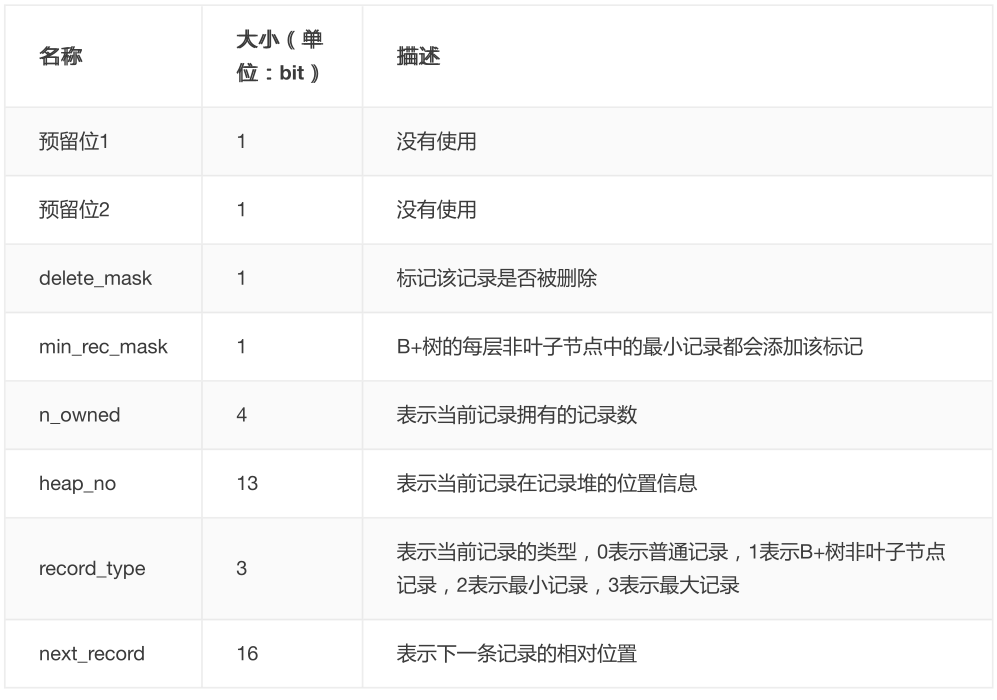 名称
大小（单
位：bit）
描述
预留位1
1
没有使用
预留位2
1
没有使用
delete_mask
1
标记该记录是否被删除
min_rec_mask
1
B+树的每层非叶子节点中的最小记录都会添加该标记
n_owned
4
表示当前记录拥有的记录数
heap_no
13
表示当前记录在记录堆的位置信息
record_type
3
表示当前记录的类型，0表示普通记录，1表示B+树非叶子节点
记录，2表示最小记录，3表示最大记录
next_record
16
表示下一条记录的相对位置